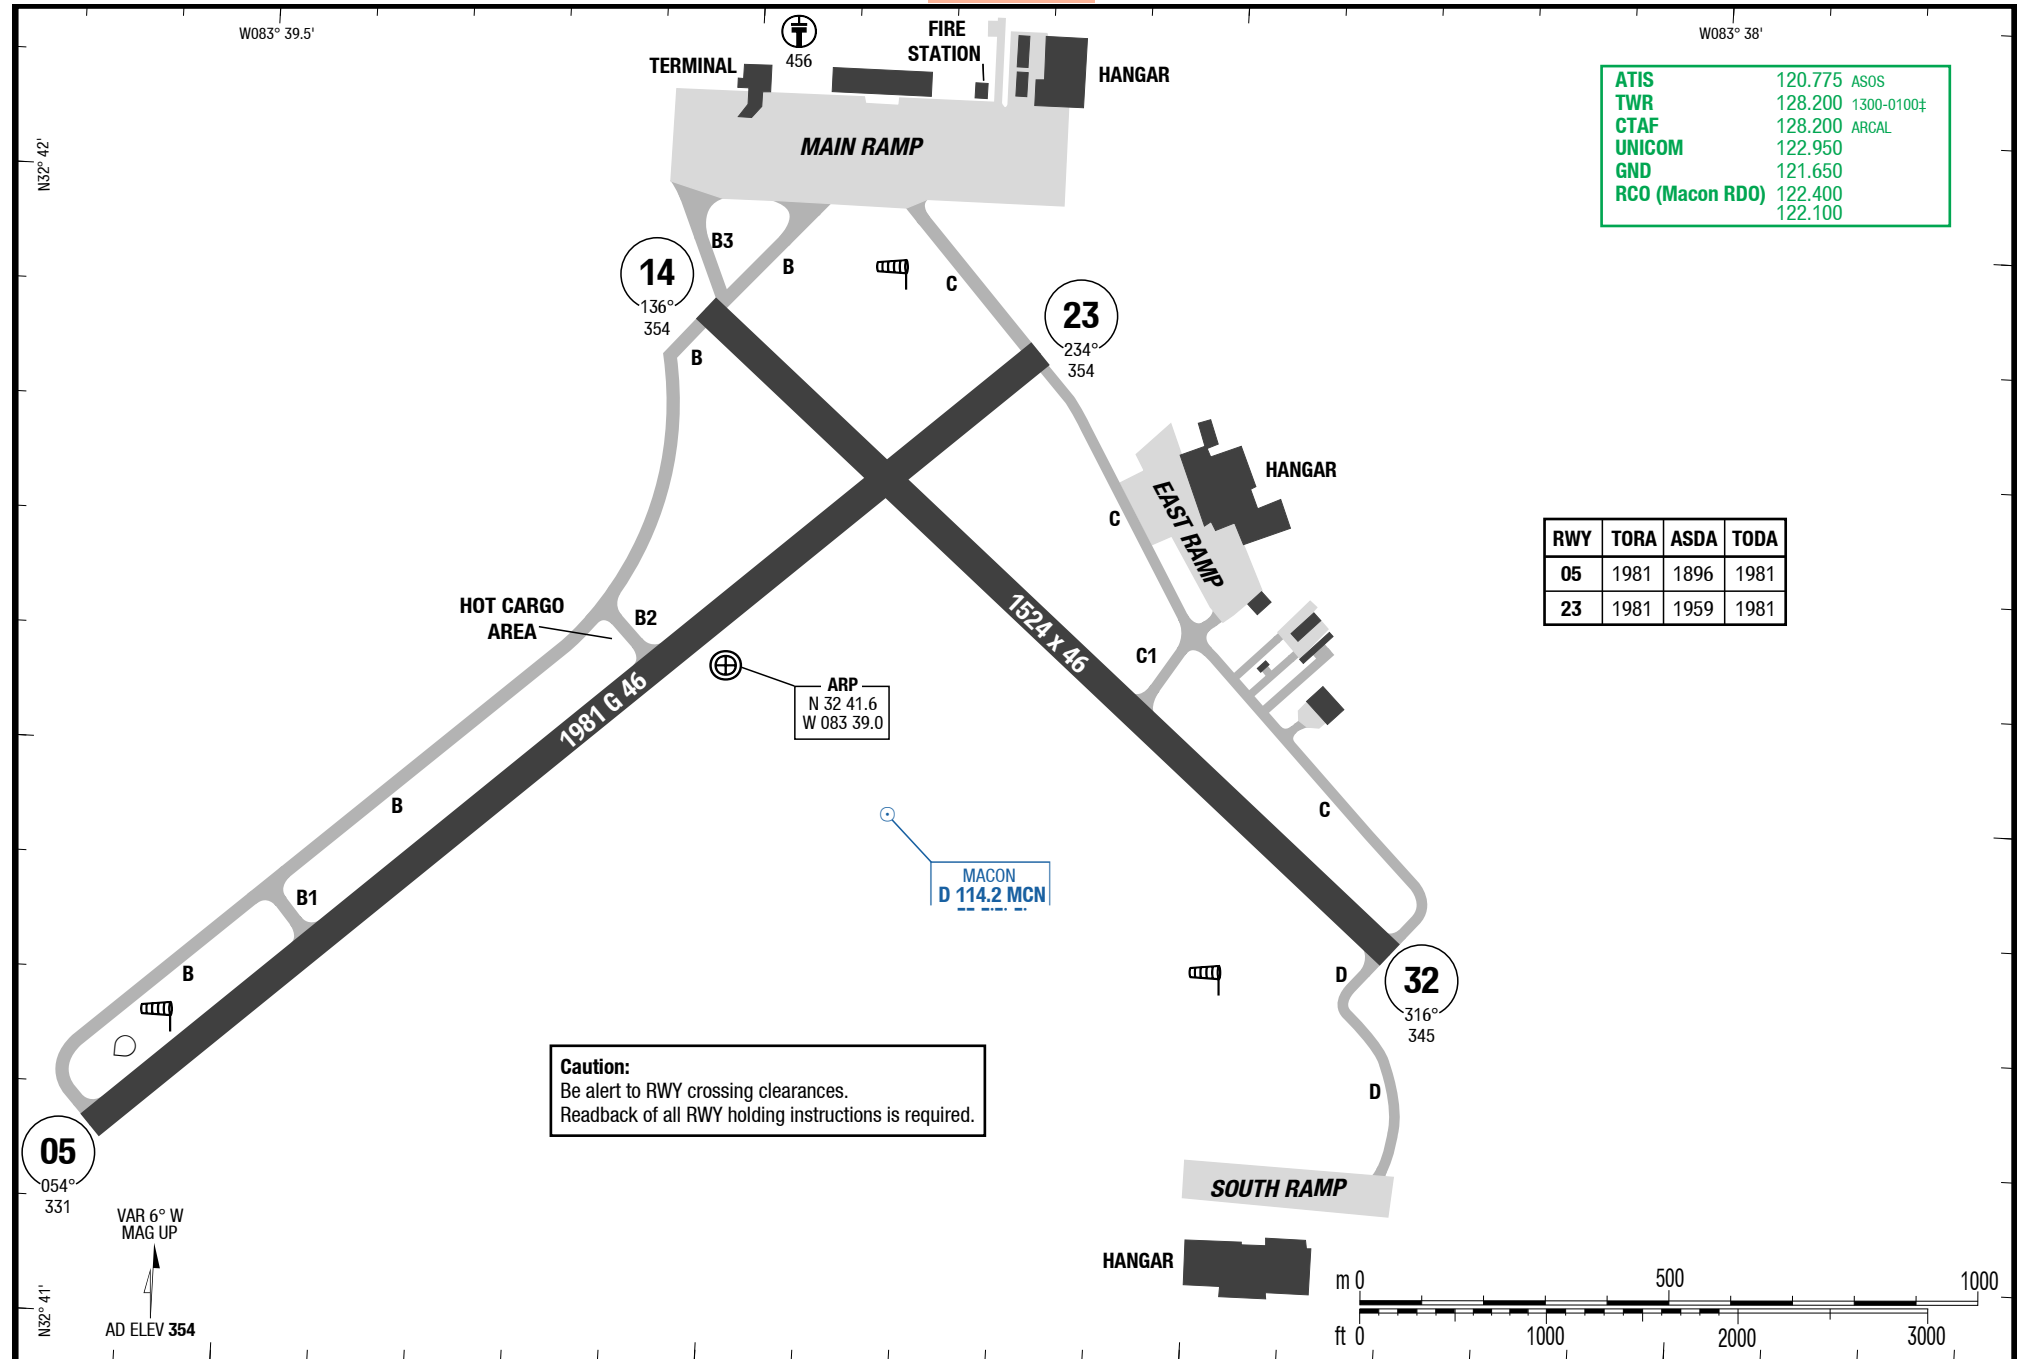 W083° 39.5'
W083° 38'
N32° 42'
N32° 41'
456
TERMINAL
FIRE
STATION
HANGAR
MAIN RAMP
ATIS 120.775 ASOS
TWR 128.200 1300-0100‡
CTAF 128.200 ARCAL
UNICOM 122.950
GND 121.650
RCO (Macon RDO) 122.400
122.100
B3
B
C
14
136°
354
B
23
234°
354
HANGAR
EAST RAMP
C
RWY TORA ASDA TODA
05 1981 1896 1981
23 1981 1959 1981
HOT CARGO
AREA
B2
1524 x 46
C1
1981 G 46
ARP
N 32 41.6
W 083 39.0
B
C
MACON
D 114.2 MCN
B1
B
D
32
316°
345
Caution:
Be alert to RWY crossing clearances.
Readback of all RWY holding instructions is required.
D
05
054°
331
SOUTH RAMP
VAR 6° W
MAG UP
AD ELEV 354
HANGAR
m 0 500 1000
ft 0 1000 2000 3000